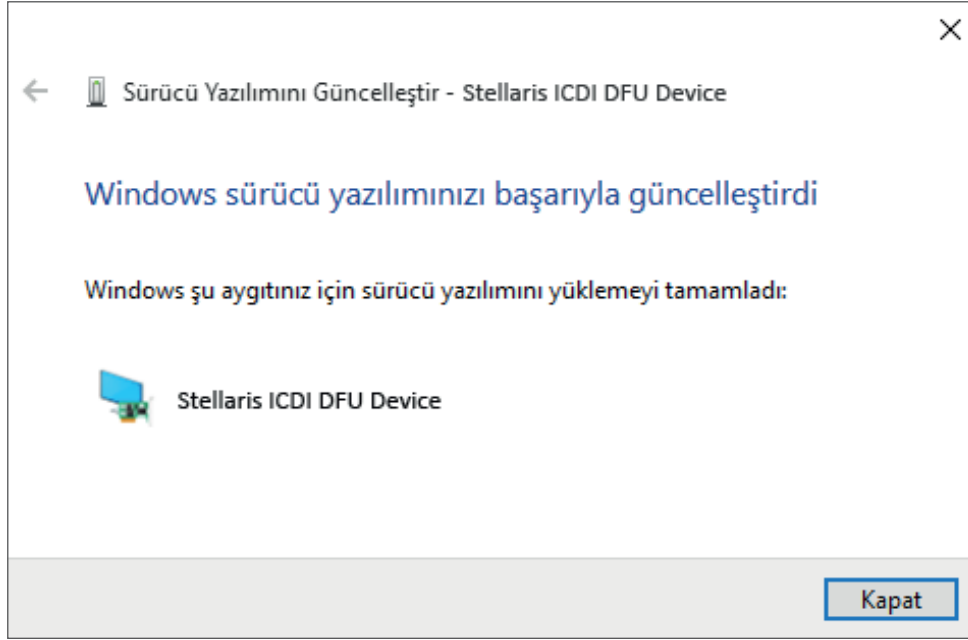 Sürücü Yazılımını Güncelleştir - Stellaris ICDI DFU Device
Windows sürücü yazılımınızı başarıyla güncelleştirdi
Windows şu aygıtınız için sürücü yazılımını yüklemeyi tamamladı:
Stellaris ICDI DFU Device
Kapat